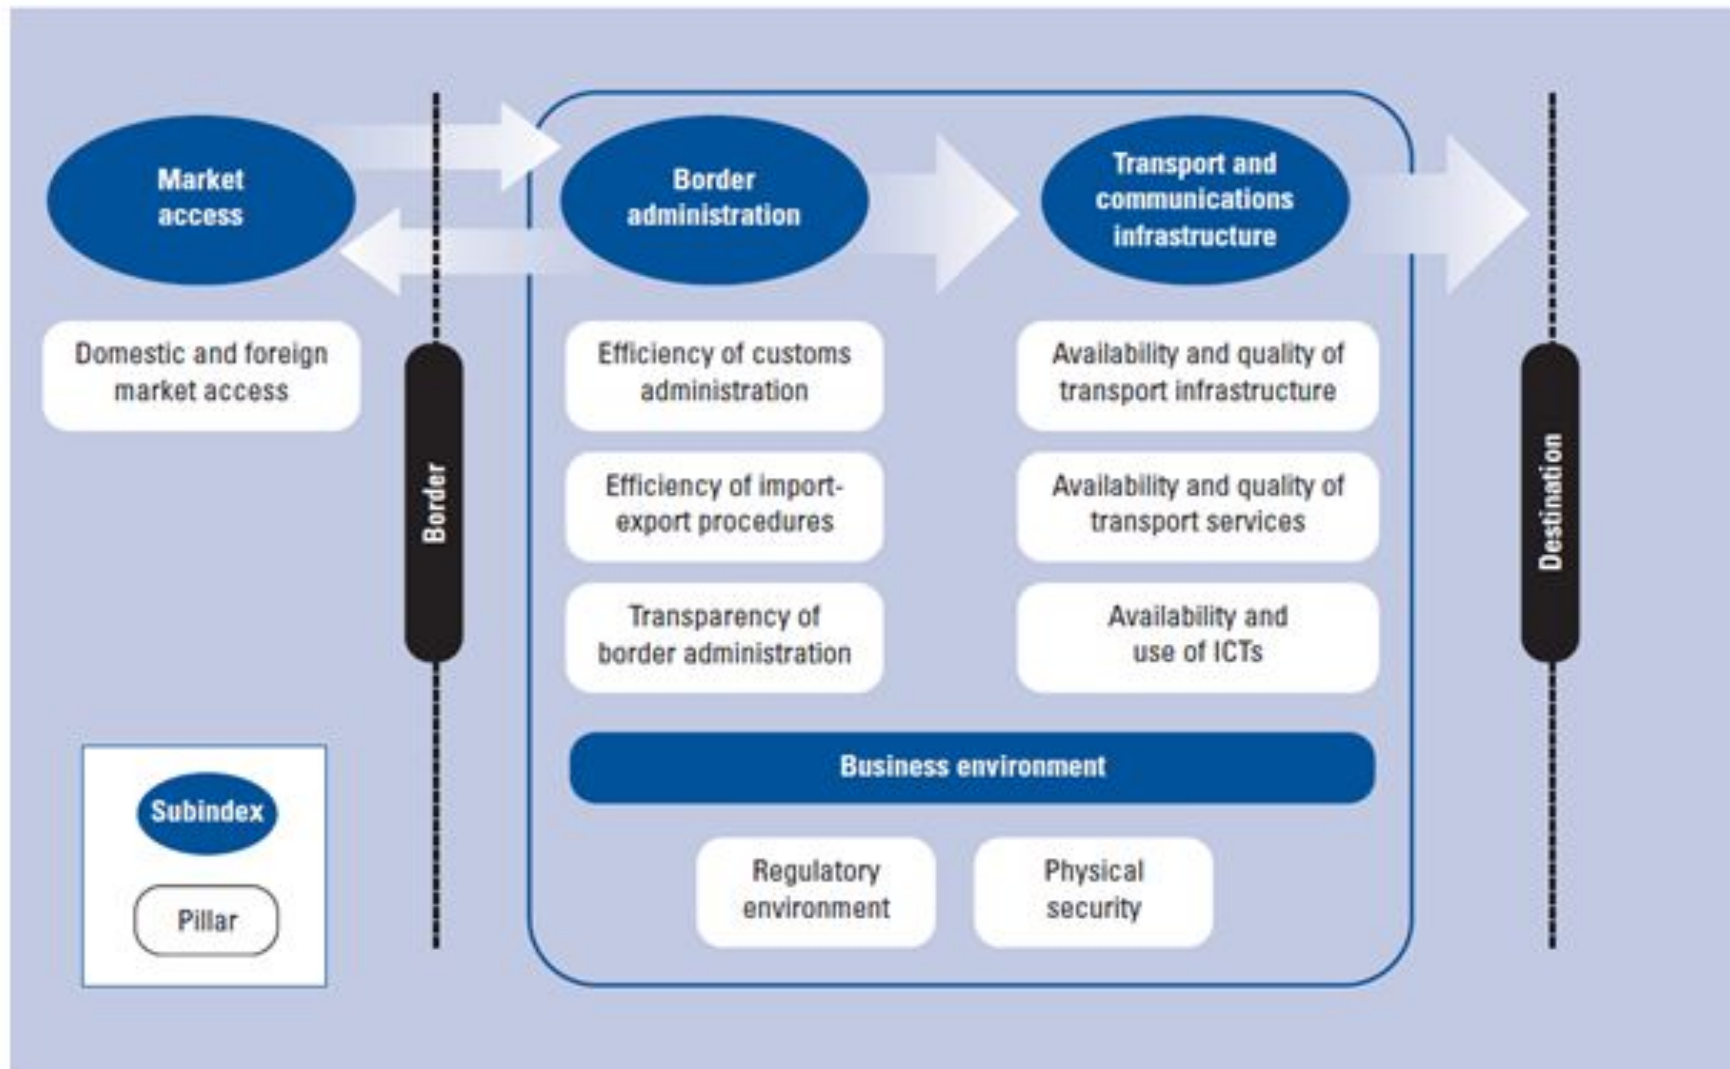 Market
access
Border
administration
Transport and
communications
infrastructure
Domestic and foreign
market access
Border
Efficiency of customs
administration
Efficiency of import-
export procedures
Transparency of
border administration
Availability and quality of
transport infrastructure
Availability and quality of
transport services
Availability and
use of ICTs
Destination
Business environment
Regulatory
environment
Physical
security
Subindex
Pillar